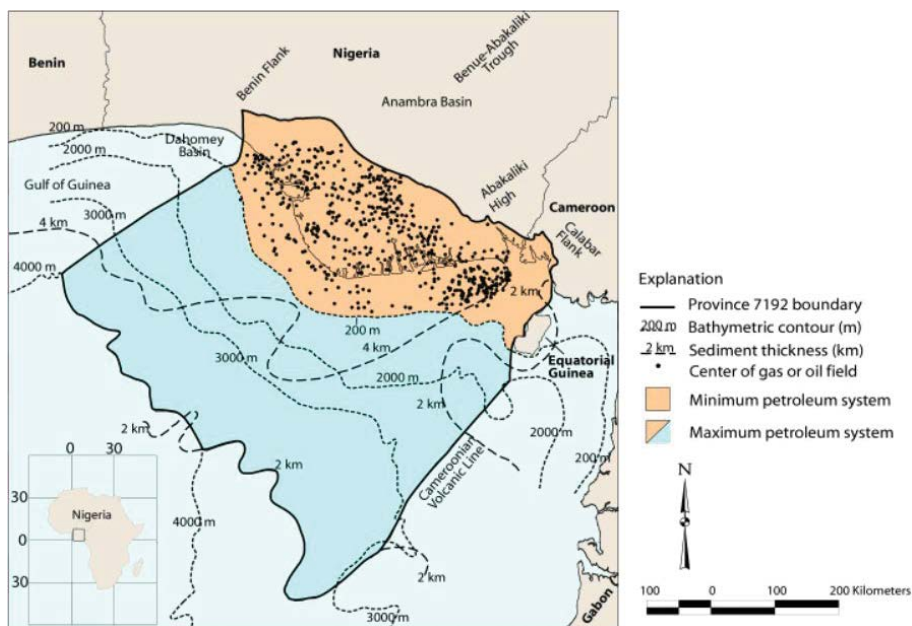 Benin
Nigeria
Benue-Abakaliki
Trough
Benin Flank
Anambra Basin
200 m
2000 m
Dahomey
Basin
Gulf of Guinea
3000 m
4 km
4000 m
Abakaliki
High
Cameroon
Calabar
Flank
2 km
200 m
4 km
3000 m
2000 m
Equatorial
Guinea
2 km
2000 m
200 m
2 km
2 km
Cameroonian
Volcanic Line
4000 m
2 km
3000 m
Gabon
0 30
30
Nigeria
0
30
Explanation
Province 7192 boundary
200 m Bathymetric contour (m)
2 km Sediment thickness (km)
Center of gas or oil field
Minimum petroleum system
Maximum petroleum system
N
100 0 100 200 Kilometers